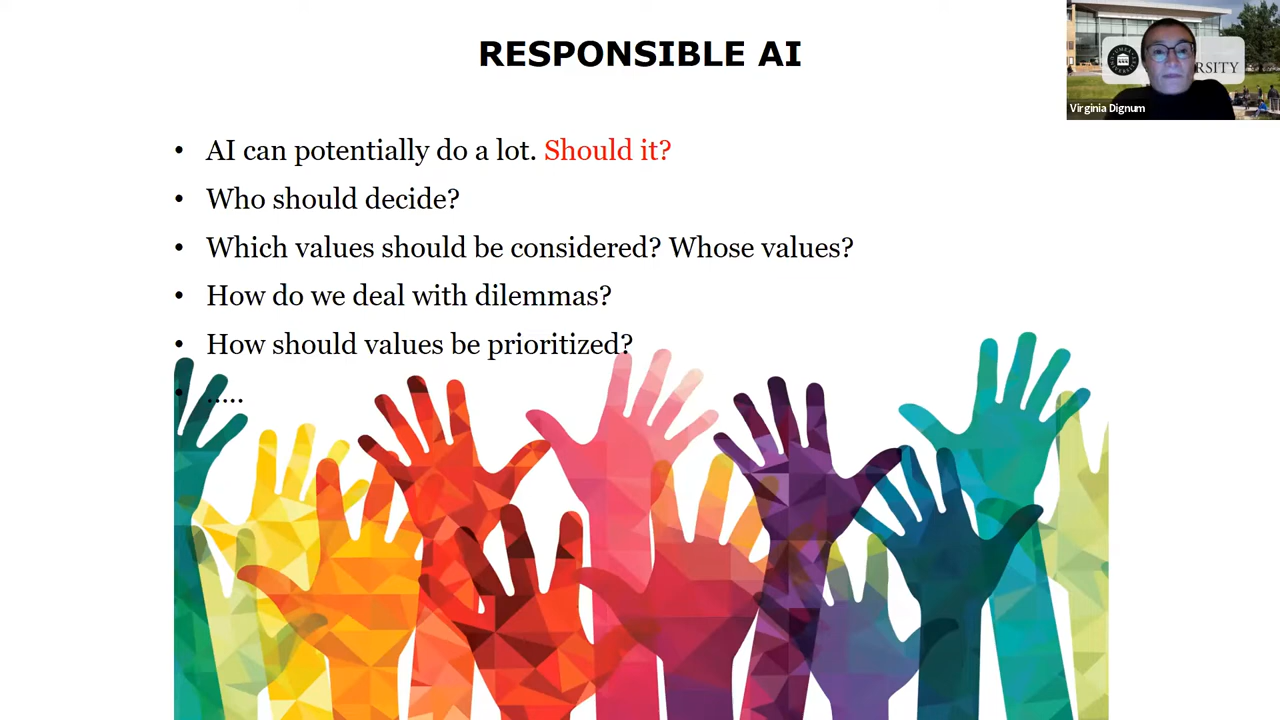 RESPONSIBLE AI
• AI can potentially do a lot. Should it?
• Who should decide?
• Which values should be considered? Whose values?
• How do we deal with dilemmas?
• How should values be prioritized?
• .....
RSITY
Virginia Dignum